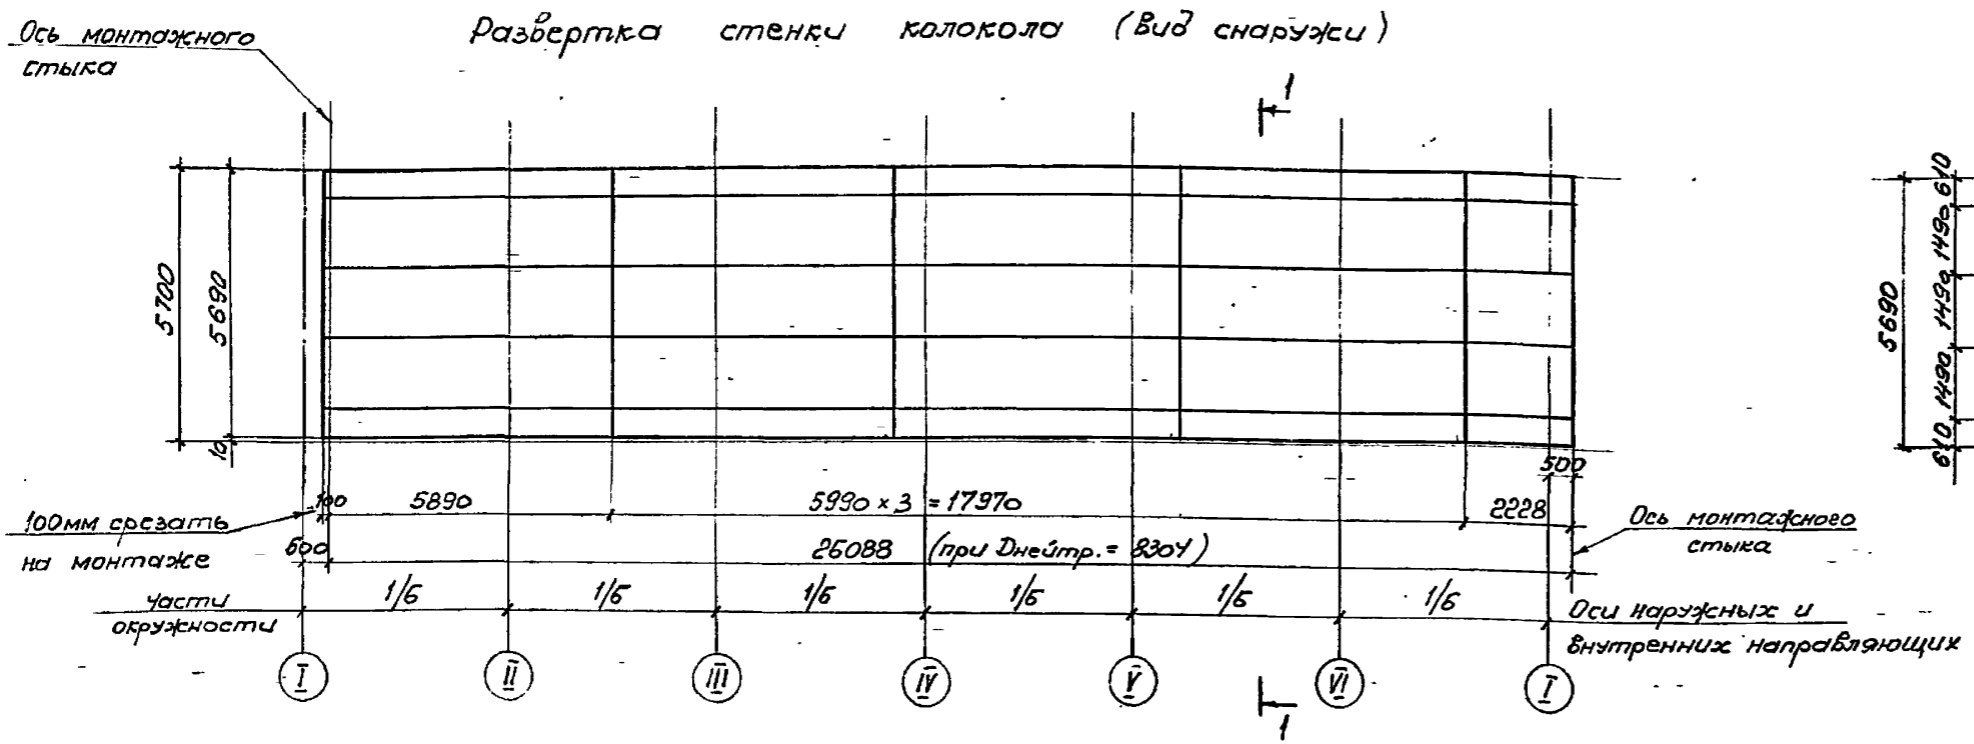 Развертка стенки колокола (Вид снаружи)
Ось монтажного
стыка
1
5700
5690
10
5690
610
1490
1490
1490
610
500
100
5890
5990 x 3 = 17970
2228
100мм срезать
на монтаже
Ось монтажного
стыка
26088 (при Dнейтр. = 8304)
части
окружности
1/6
1/6
1/6
1/6
1/6
1/6
Оси наружных и
внутренних направляющих
I
II
III
IV
V
VI
I
1